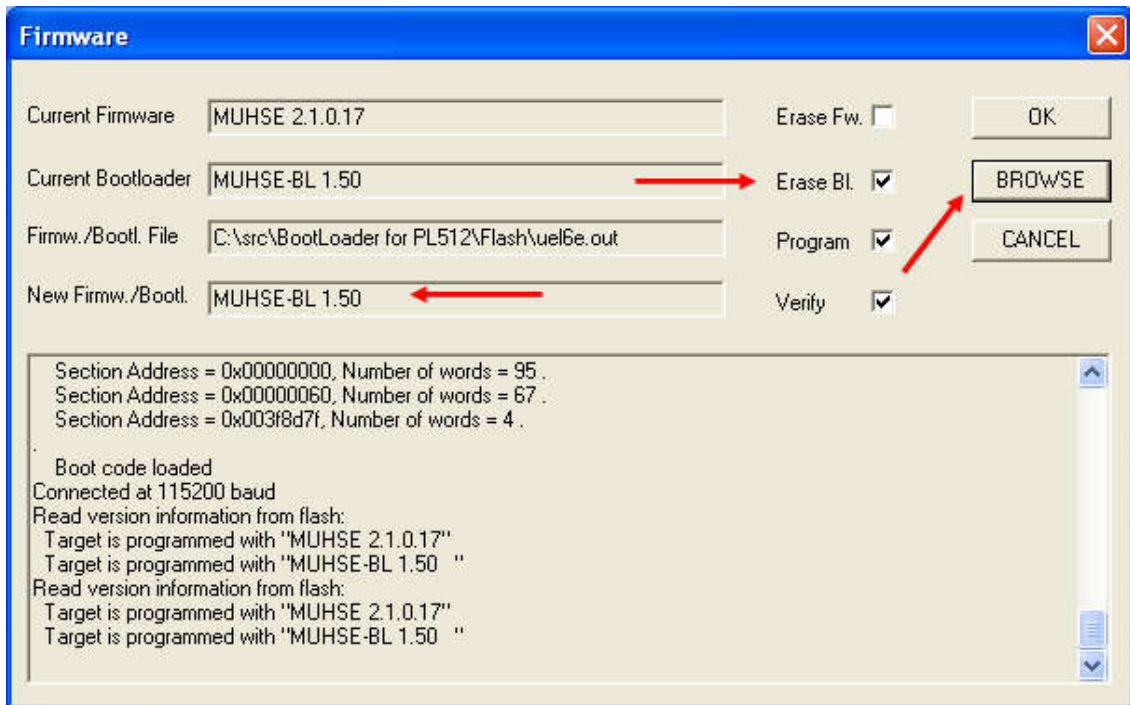 Firmware
Current Firmware MUHSE 2.1.0.17 Erase Fw. OK
Current Bootloader MUHSE-BL 1.50 Erase Bl. BROWSE
Firmw./Bootl. File C:\src\BootLoader for PL512\Flash\uel6e.out Program CANCEL
New Firmw./Bootl. MUHSE-BL 1.50 Verify
Section Address = 0x00000000, Number of words = 95 .
Section Address = 0x00000060, Number of words = 67 .
Section Address = 0x003f8d7f, Number of words = 4 .
.
Boot code loaded
Connected at 115200 baud
Read version information from flash:
Target is programmed with "MUHSE 2.1.0.17"
Target is programmed with "MUHSE-BL 1.50   "
Read version information from flash:
Target is programmed with "MUHSE 2.1.0.17"
Target is programmed with "MUHSE-BL 1.50   "